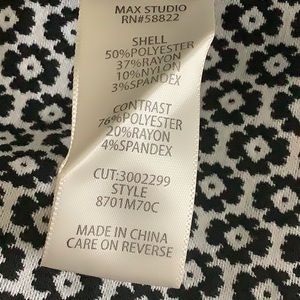 MAX STUDIO
RN#58822
SHELL
50%POLYESTER
37%RAYON
10%NYLON
3%SPANDEX
CONTRAST
76%POLYESTER
20%RAYON
4%SPANDEX
CUT:3002299
STYLE
8701M70C
MADE IN CHINA
CARE ON REVERSE